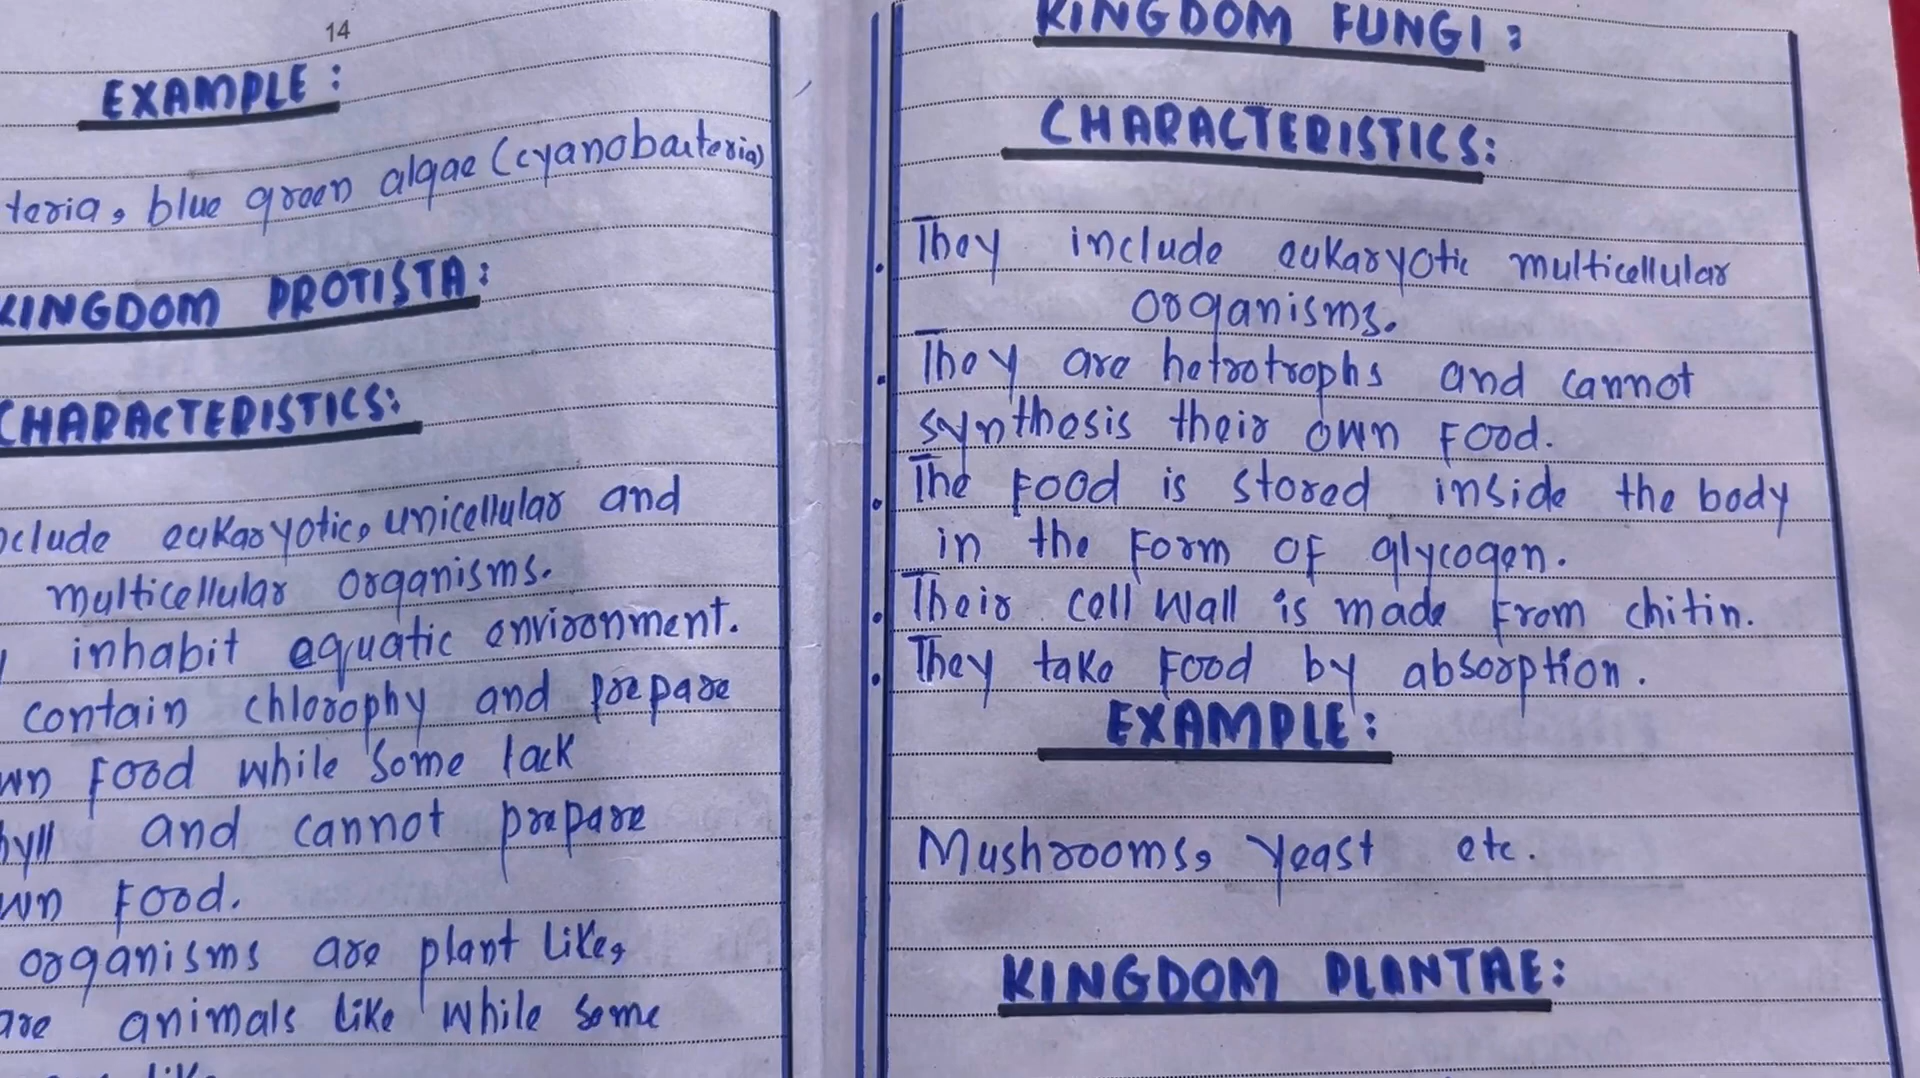 14
EXAMPLE:
teria, blue green algae (cyanobacteria)
KINGDOM PROTISTA:
CHARACTERISTICS:
nclude eukaryotic, unicellular and
multicellular organisms.
inhabit equatic environment.
contain chlorophy and prepare
wn Food while some lack
hyll and cannot prepare
wn Food.
organisms are plant like,
are animals like while some
like
KINGDOM FUNGI:
CHARACTERISTICS:
• They include eukaryotic multicellular
organisms.
• They are hetrotrophs and cannot
synthesis their own Food.
• The Food is stored inside the body
in the Form OF glycogen.
• Their cell Wall is made From chitin.
• They take Food by absorption.
EXAMPLE:
Mushrooms, Yeast etc.
KINGDOM PLANTAE: